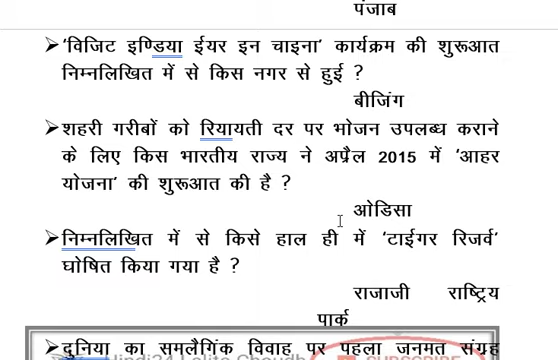 पंजाब
➢'विजिट इण्डिया ईयर इन चाइना' कार्यक्रम की शुरूआत
निम्नलिखित में से किस नगर से हुई ?
बीजिंग
➢शहरी गरीबों को रियायती दर पर भोजन उपलब्ध कराने
के लिए किस भारतीय राज्य ने अप्रैल 2015 में 'आहर
योजना' की शुरूआत की है ?
ओडिसा
➢निम्नलिखित में से किसे हाल ही में 'टाईगर रिजर्व'
घोषित किया गया है ?
राजाजी राष्ट्रिय
पार्क
➢दुनिया का समलैगिंक विवाह पर पहला जनमत संग्रह